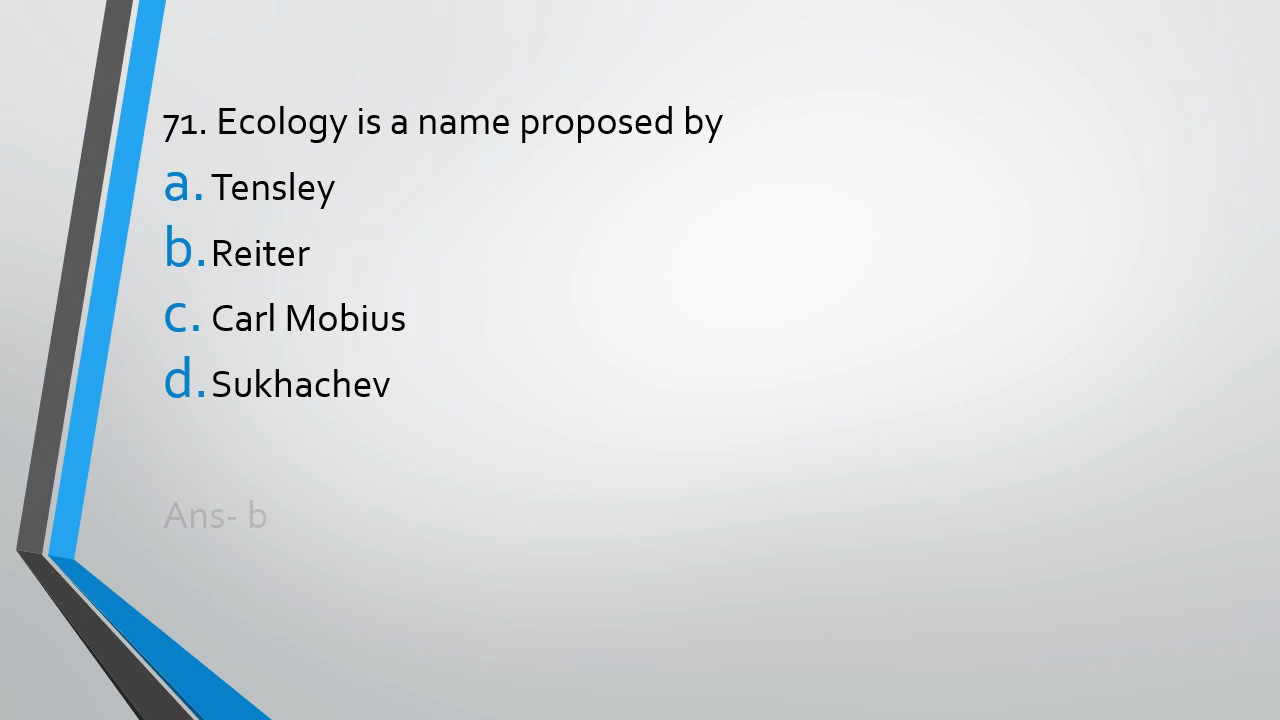 71. Ecology is a name proposed by
a. Tensley
b. Reiter
c. Carl Mobius
d. Sukhachev
Ans- b